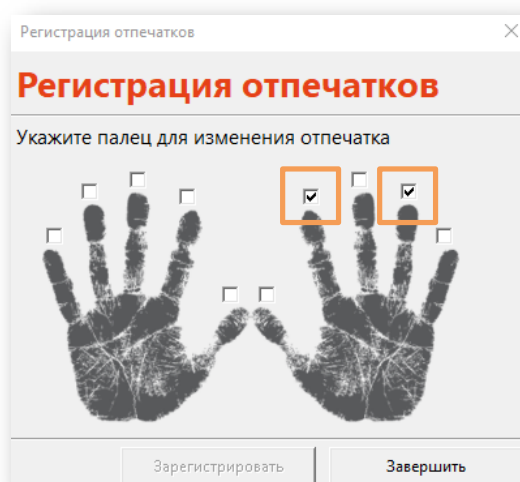 Регистрация отпечатков
Регистрация отпечатков
Укажите палец для изменения отпечатка
Зарегистрировать
Завершить